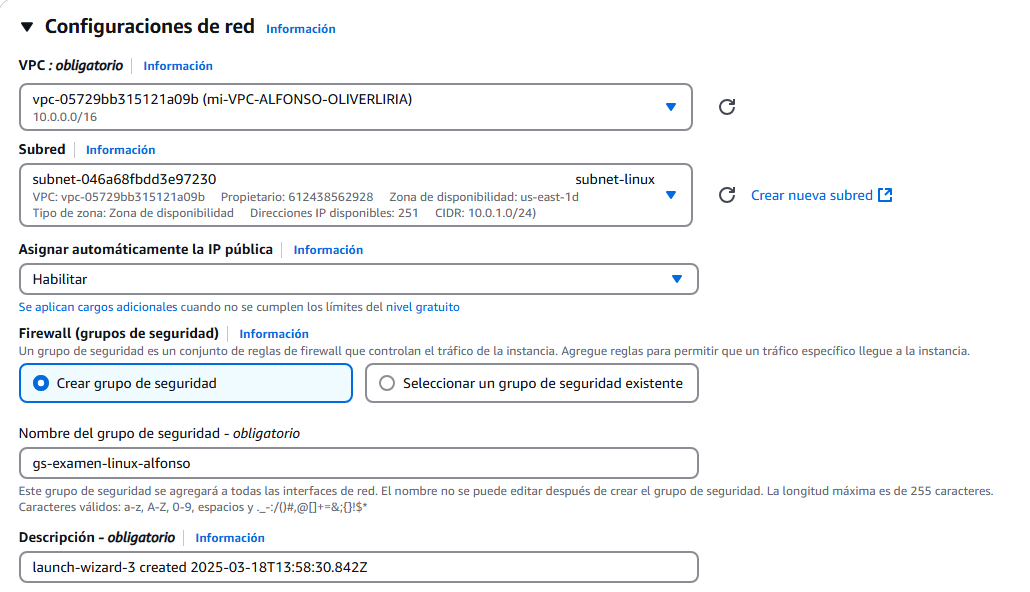 Configuraciones de red Información
VPC : obligatorio Información
vpc-05729bb315121a09b (mi-VPC-ALFONSO-OLIVERLIRIA)
10.0.0.0/16
Subred Información
subnet-046a68fbdd3e97230 subnet-linux
VPC: vpc-05729bb315121a09b Propietario: 612438562928 Zona de disponibilidad: us-east-1d
Tipo de zona: Zona de disponibilidad Direcciones IP disponibles: 251 CIDR: 10.0.1.0/24)
Crear nueva subred
Asignar automáticamente la IP pública Información
Habilitar
Se aplican cargos adicionales cuando no se cumplen los límites del nivel gratuito
Firewall (grupos de seguridad) Información
Un grupo de seguridad es un conjunto de reglas de firewall que controlan el tráfico de la instancia. Agregue reglas para permitir que un tráfico específico llegue a la instancia.
Crear grupo de seguridad Seleccionar un grupo de seguridad existente
Nombre del grupo de seguridad - obligatorio
gs-examen-linux-alfonso
Este grupo de seguridad se agregará a todas las interfaces de red. El nombre no se puede editar después de crear el grupo de seguridad. La longitud máxima es de 255 caracteres.
Caracteres válidos: a-z, A-Z, 0-9, espacios y ._-:/()#,@[]+=&;{}!$*
Descripción - obligatorio Información
launch-wizard-3 created 2025-03-18T13:58:30.842Z